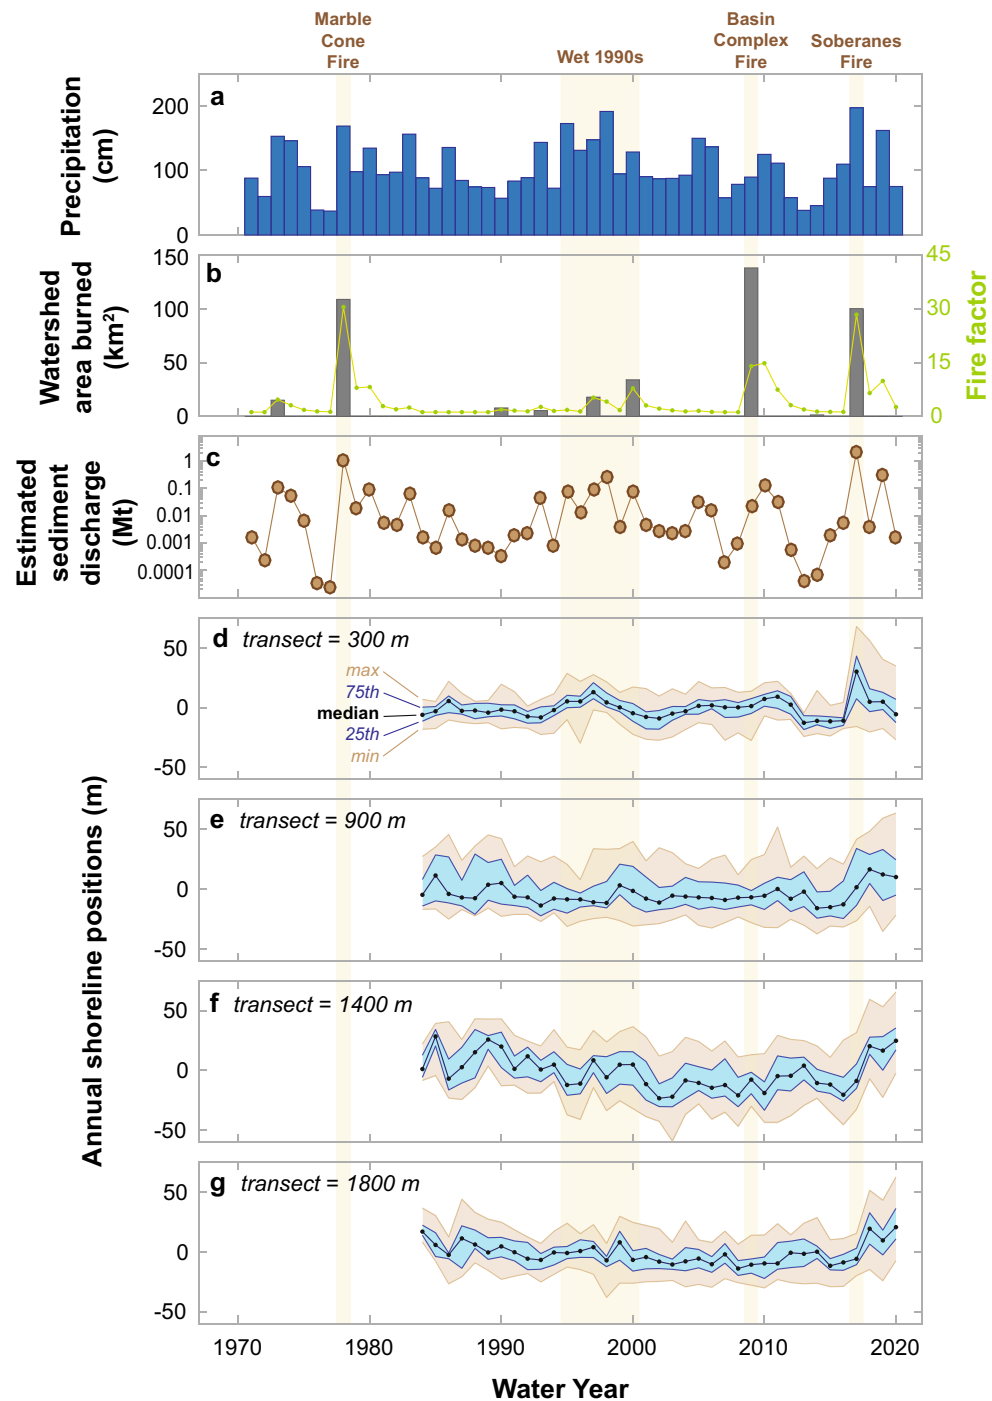 Marble
Cone
Fire
Wet 1990s
Basin
Complex
Fire
Soberanes
Fire
a
Precipitation
(cm)
200
100
0
b
Watershed
area burned
(km²)
150
100
50
0
45
30
15
0
Fire factor
c
Estimated
sediment
discharge
(Mt)
1
0.1
0.01
0.001
0.0001
Annual shoreline positions (m)
d transect = 300 m
max
75th
median
25th
min
50
0
-50
e transect = 900 m
50
0
-50
f transect = 1400 m
50
0
-50
g transect = 1800 m
50
0
-50
1970 1980 1990 2000 2010 2020
Water Year